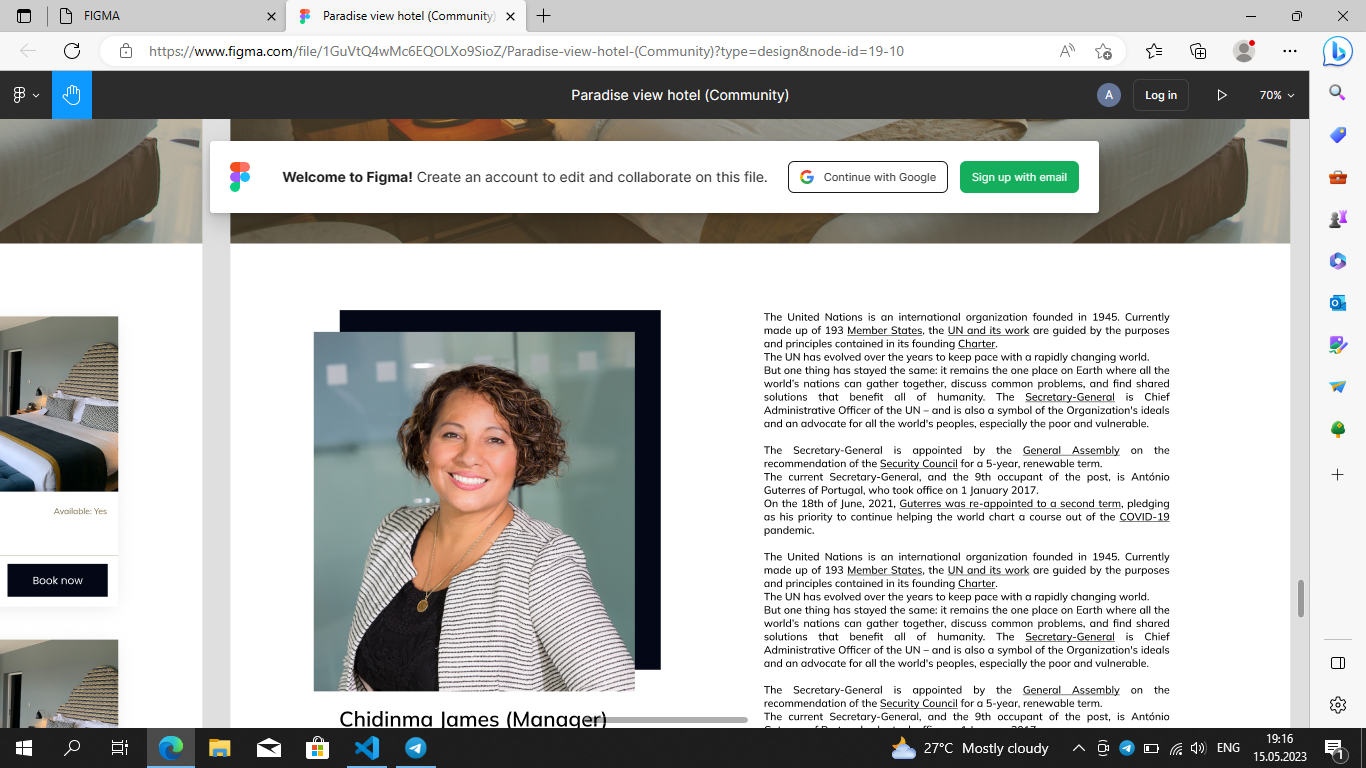 FIGMA
Paradise view hotel (Community)
https://www.figma.com/file/1GuVtQ4wMc6EQOLXo9SioZ/Paradise-view-hotel-(Community)?type=design&node-id=19-10
Paradise view hotel (Community)
A
Log in
70%
Welcome to Figma! Create an account to edit and collaborate on this file.
Continue with Google
Sign up with email
Available: Yes
Book now
The United Nations is an international organization founded in 1945. Currently
made up of 193 Member States, the UN and its work are guided by the purposes
and principles contained in its founding Charter.
The UN has evolved over the years to keep pace with a rapidly changing world.
But one thing has stayed the same: it remains the one place on Earth where all the
world's nations can gather together, discuss common problems, and find shared
solutions that benefit all of humanity. The Secretary-General is Chief
Administrative Officer of the UN – and is also a symbol of the Organization's ideals
and an advocate for all the world's peoples, especially the poor and vulnerable.
The Secretary-General is appointed by the General Assembly on the
recommendation of the Security Council for a 5-year, renewable term.
The current Secretary-General, and the 9th occupant of the post, is António
Guterres of Portugal, who took office on 1 January 2017.
On the 18th of June, 2021, Guterres was re-appointed to a second term, pledging
as his priority to continue helping the world chart a course out of the COVID-19
pandemic.
The United Nations is an international organization founded in 1945. Currently
made up of 193 Member States, the UN and its work are guided by the purposes
and principles contained in its founding Charter.
The UN has evolved over the years to keep pace with a rapidly changing world.
But one thing has stayed the same: it remains the one place on Earth where all the
world's nations can gather together, discuss common problems, and find shared
solutions that benefit all of humanity. The Secretary-General is Chief
Administrative Officer of the UN – and is also a symbol of the Organization's ideals
and an advocate for all the world's peoples, especially the poor and vulnerable.
The Secretary-General is appointed by the General Assembly on the
recommendation of the Security Council for a 5-year, renewable term.
The current Secretary-General, and the 9th occupant of the post, is António
Chidinma James (Manager)
27°C Mostly cloudy
ENG
19:16
15.05.2023
1